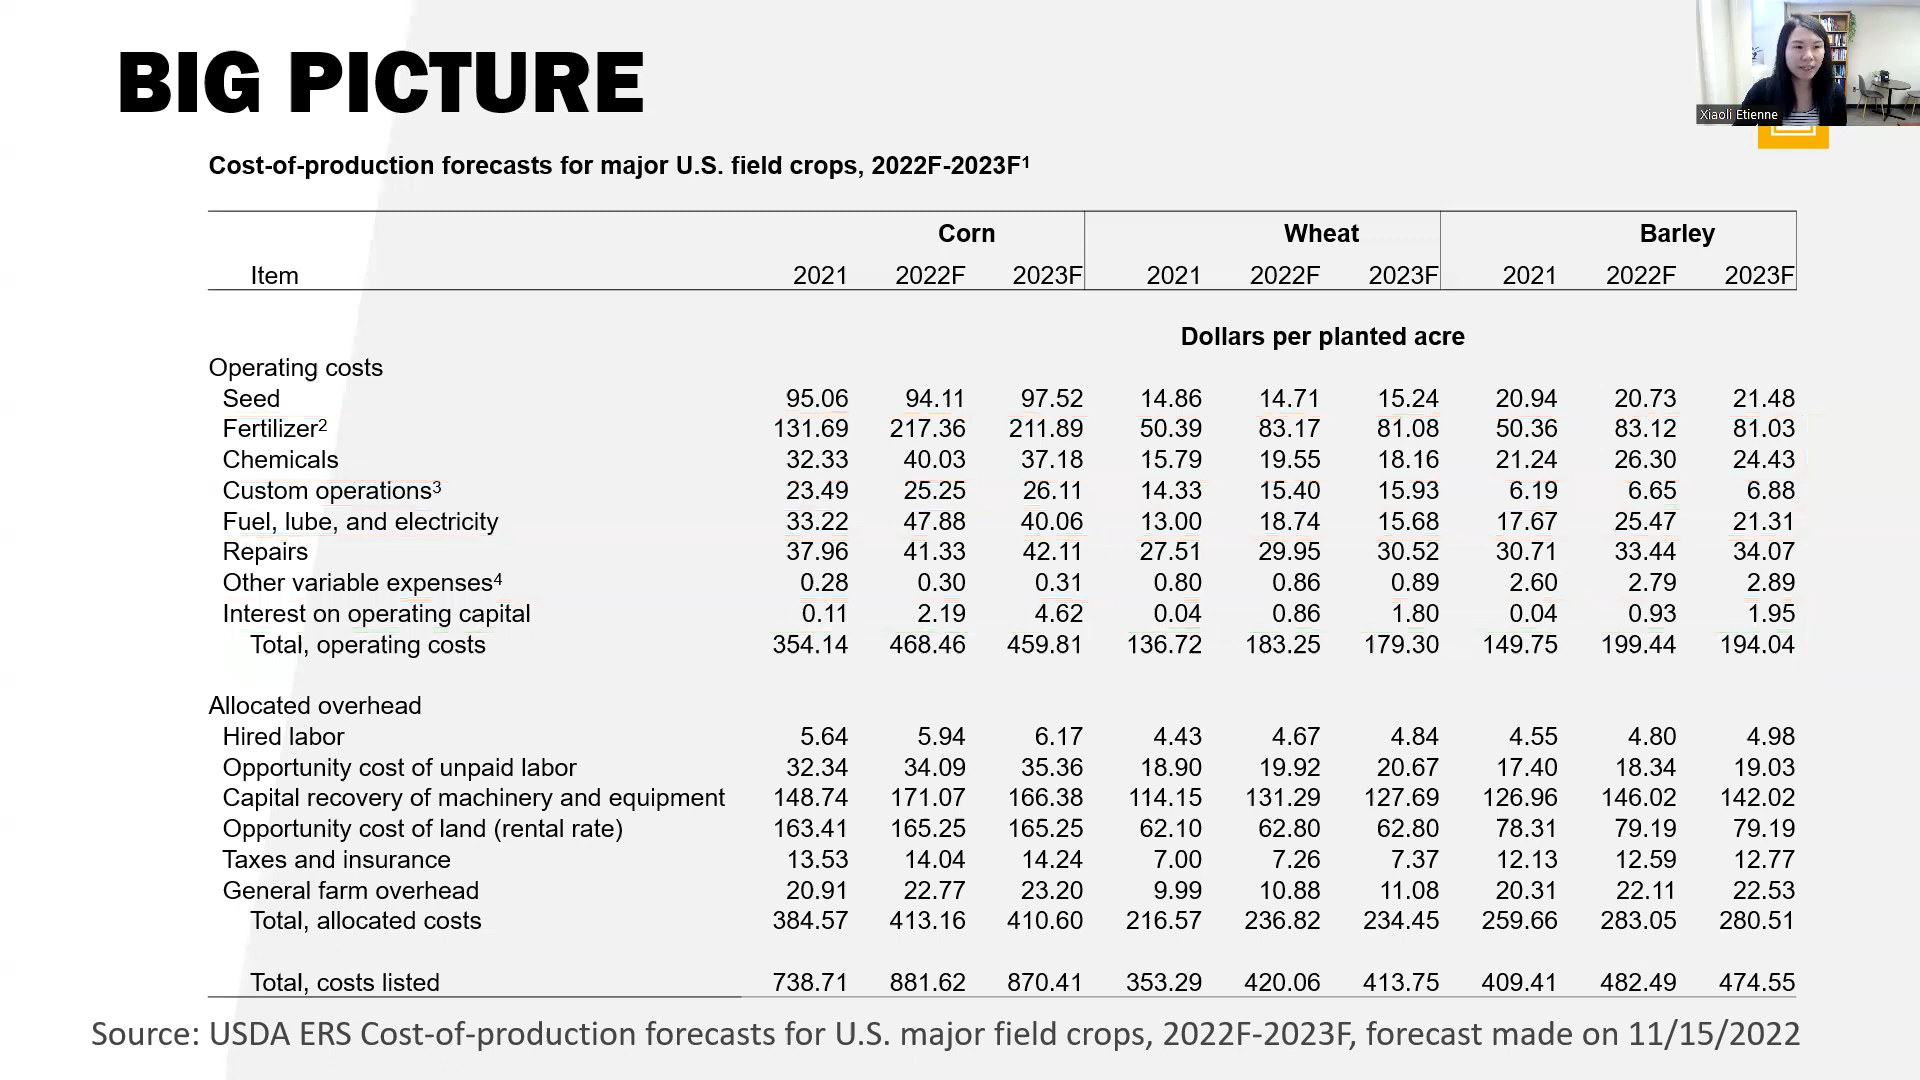 BIG PICTURE
Xiaoli Etienne
Cost-of-production forecasts for major U.S. field crops, 2022F-2023F¹
Corn Wheat Barley
Item 2021 2022F 2023F 2021 2022F 2023F 2021 2022F 2023F
Dollars per planted acre
Operating costs
Seed 95.06 94.11 97.52 14.86 14.71 15.24 20.94 20.73 21.48
Fertilizer² 131.69 217.36 211.89 50.39 83.17 81.08 50.36 83.12 81.03
Chemicals 32.33 40.03 37.18 15.79 19.55 18.16 21.24 26.30 24.43
Custom operations³ 23.49 25.25 26.11 14.33 15.40 15.93 6.19 6.65 6.88
Fuel, lube, and electricity 33.22 47.88 40.06 13.00 18.74 15.68 17.67 25.47 21.31
Repairs 37.96 41.33 42.11 27.51 29.95 30.52 30.71 33.44 34.07
Other variable expenses⁴ 0.28 0.30 0.31 0.80 0.86 0.89 2.60 2.79 2.89
Interest on operating capital 0.11 2.19 4.62 0.04 0.86 1.80 0.04 0.93 1.95
Total, operating costs 354.14 468.46 459.81 136.72 183.25 179.30 149.75 199.44 194.04
Allocated overhead
Hired labor 5.64 5.94 6.17 4.43 4.67 4.84 4.55 4.80 4.98
Opportunity cost of unpaid labor 32.34 34.09 35.36 18.90 19.92 20.67 17.40 18.34 19.03
Capital recovery of machinery and equipment 148.74 171.07 166.38 114.15 131.29 127.69 126.96 146.02 142.02
Opportunity cost of land (rental rate) 163.41 165.25 165.25 62.10 62.80 62.80 78.31 79.19 79.19
Taxes and insurance 13.53 14.04 14.24 7.00 7.26 7.37 12.13 12.59 12.77
General farm overhead 20.91 22.77 23.20 9.99 10.88 11.08 20.31 22.11 22.53
Total, allocated costs 384.57 413.16 410.60 216.57 236.82 234.45 259.66 283.05 280.51
Total, costs listed 738.71 881.62 870.41 353.29 420.06 413.75 409.41 482.49 474.55
Source: USDA ERS Cost-of-production forecasts for U.S. major field crops, 2022F-2023F, forecast made on 11/15/2022